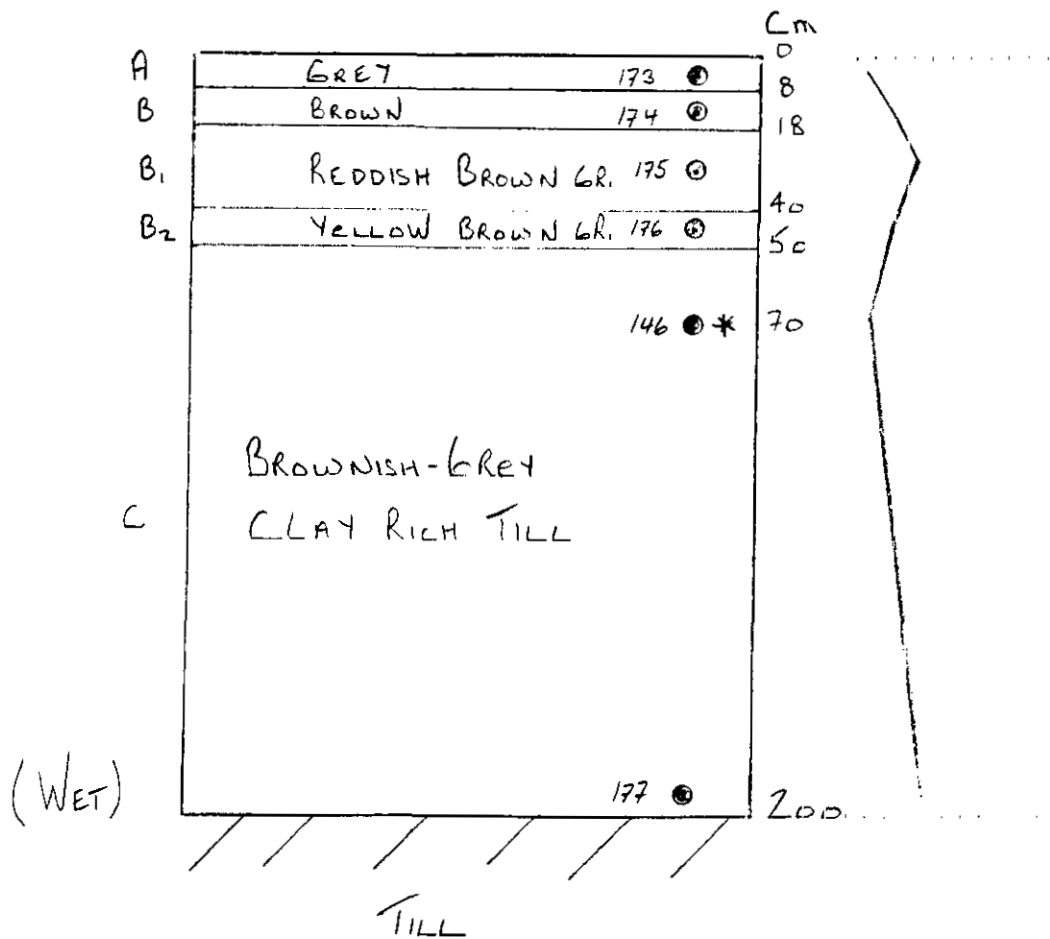 Cm
0
A GREY 173 8
B BROWN 174 18
B₁ REDDISH BROWN GR. 175 40
B₂ YELLOW BROWN GR. 176 50
146 * 70
BROWNISH-GREY
C CLAY RICH TILL
(WET) 177 200
TILL